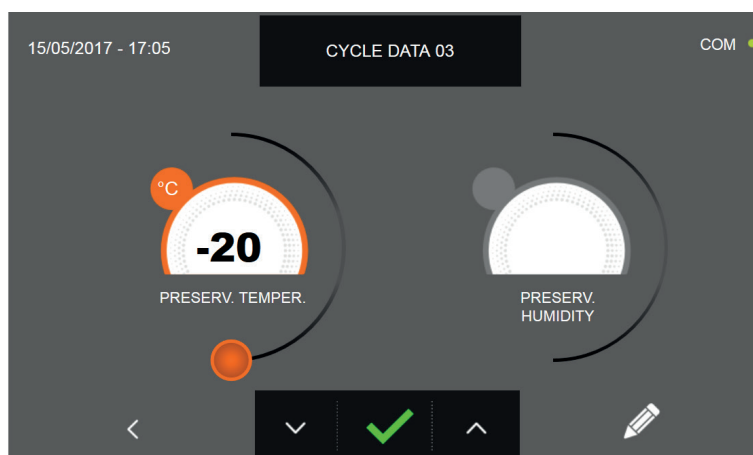 15/05/2017 - 17:05
CYCLE DATA 03
COM
°C
-20
PRESERV. TEMPER.
PRESERV.
HUMIDITY